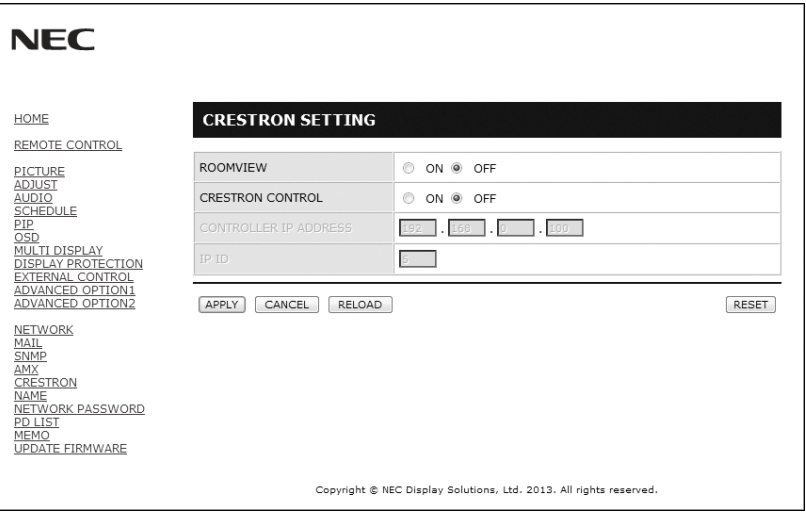 NEC
HOME
REMOTE CONTROL
PICTURE
ADJUST
AUDIO
SCHEDULE
PIP
OSD
MULTI DISPLAY
DISPLAY PROTECTION
EXTERNAL CONTROL
ADVANCED OPTION1
ADVANCED OPTION2
NETWORK
MAIL
SNMP
AMX
CRESTRON
NAME
NETWORK PASSWORD
PD LIST
MEMO
UPDATE FIRMWARE
CRESTRON SETTING
ROOMVIEW ON OFF
CRESTRON CONTROL ON OFF
CONTROLLER IP ADDRESS 192 . 168 . 0 . 100
IP ID 5
APPLY CANCEL RELOAD RESET
Copyright © NEC Display Solutions, Ltd. 2013. All rights reserved.